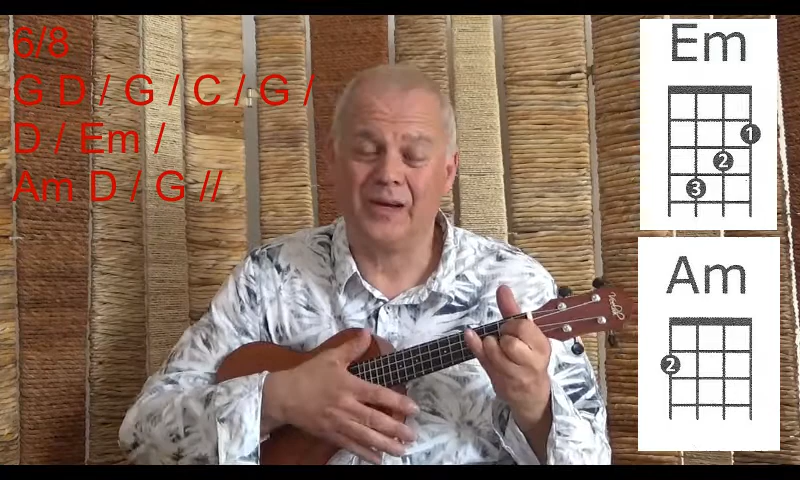 6/8
G D / G / C / G /
D / Em /
Am D / G //
Em
1
2
3
Am
2